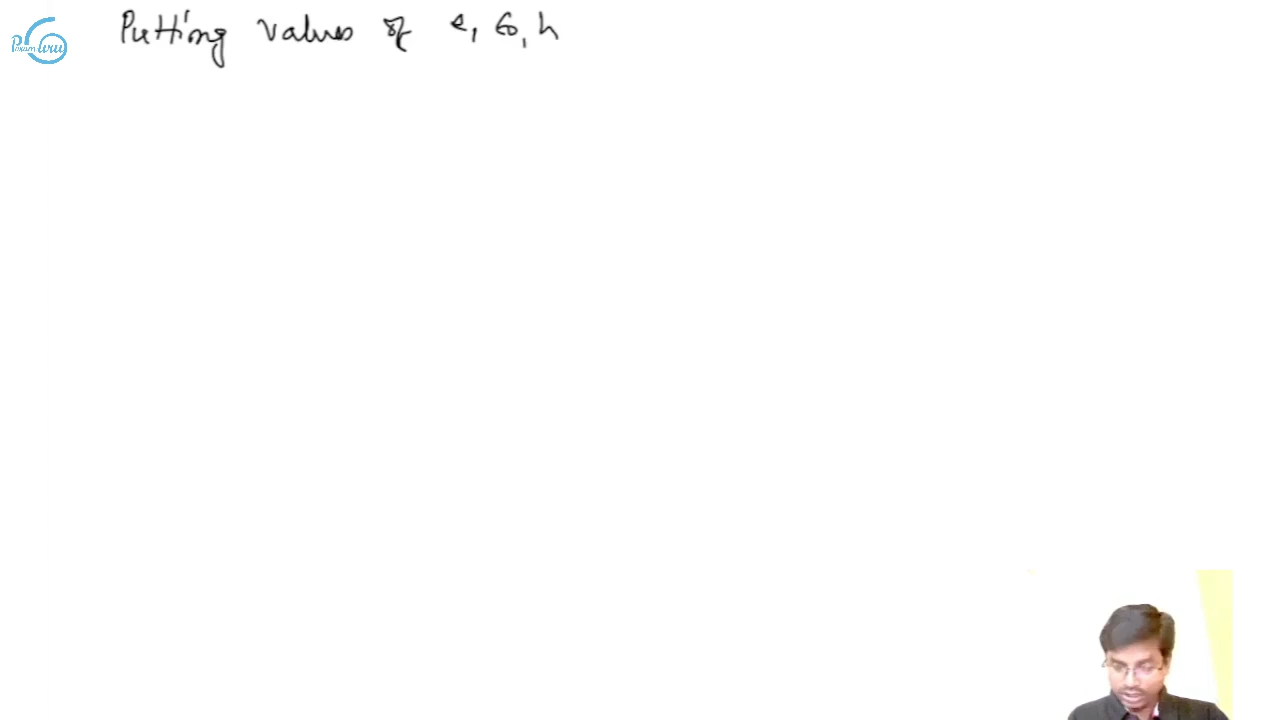 Putting values of e, ε₀, h